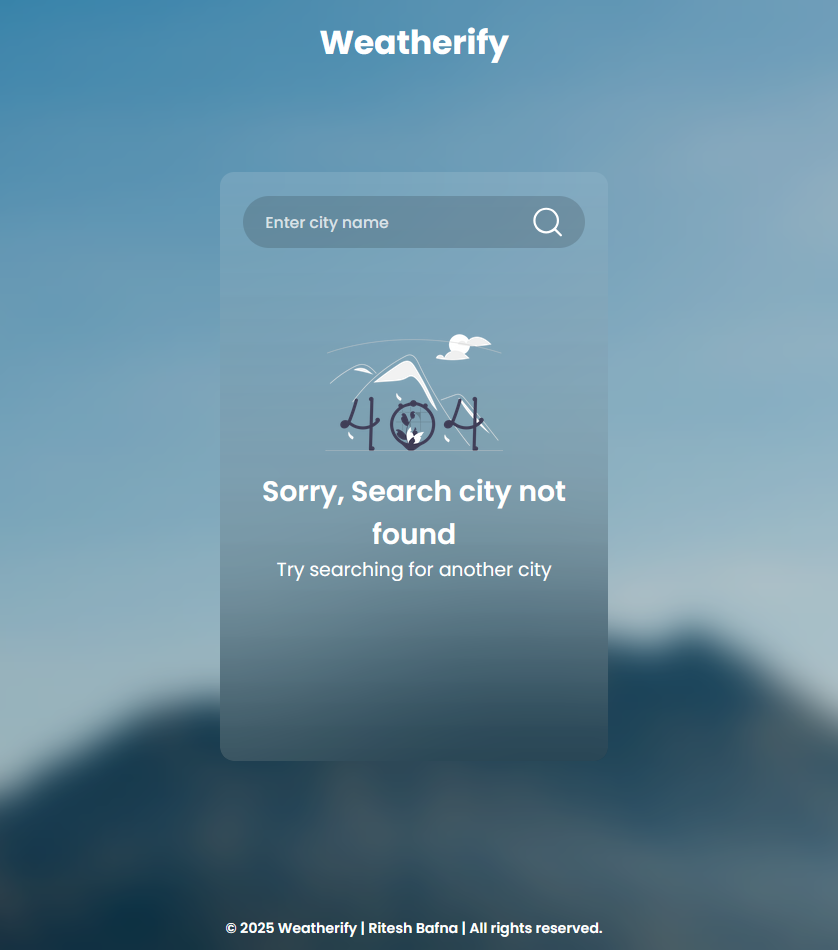 Weatherify
Enter city name
404
Sorry, Search city not
found
Try searching for another city
© 2025 Weatherify | Ritesh Bafna | All rights reserved.